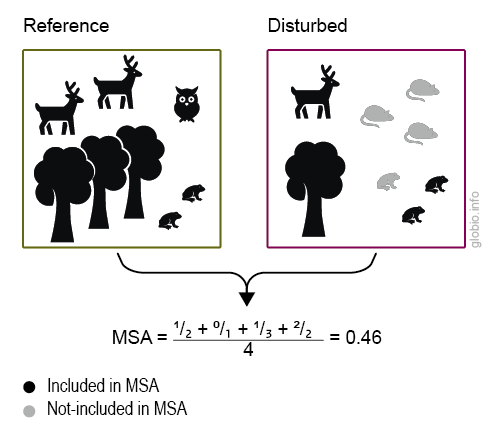 Reference
Disturbed
globio.info
MSA = (¹/₂ + ⁰/₁ + ¹/₃ + ²/₂) / 4 = 0.46
Included in MSA
Not-included in MSA